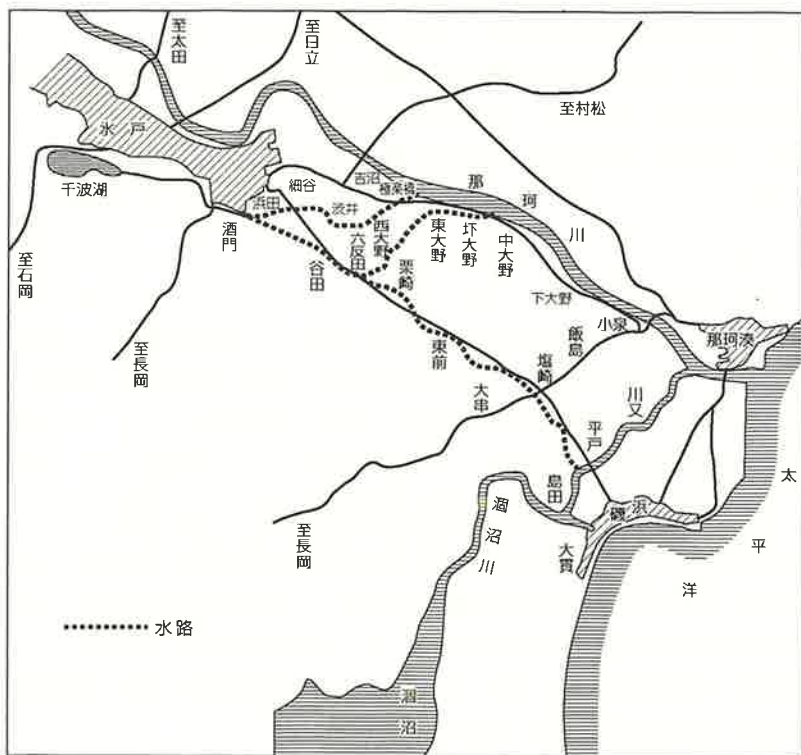 至太田
至日立
至村松
水戸
千波湖
細谷
吉沼
極楽橋
那珂川
浜田
渋井
酒門
谷田
六反田
西大野
栗崎
東大野
圷大野
中大野
下大野
小泉
那珂湊
至石岡
至長岡
東前
飯島
塩崎
大串
川又
平戸
島田
磯浜
大貫
太平洋
至長岡
涸沼川
涸沼
水路